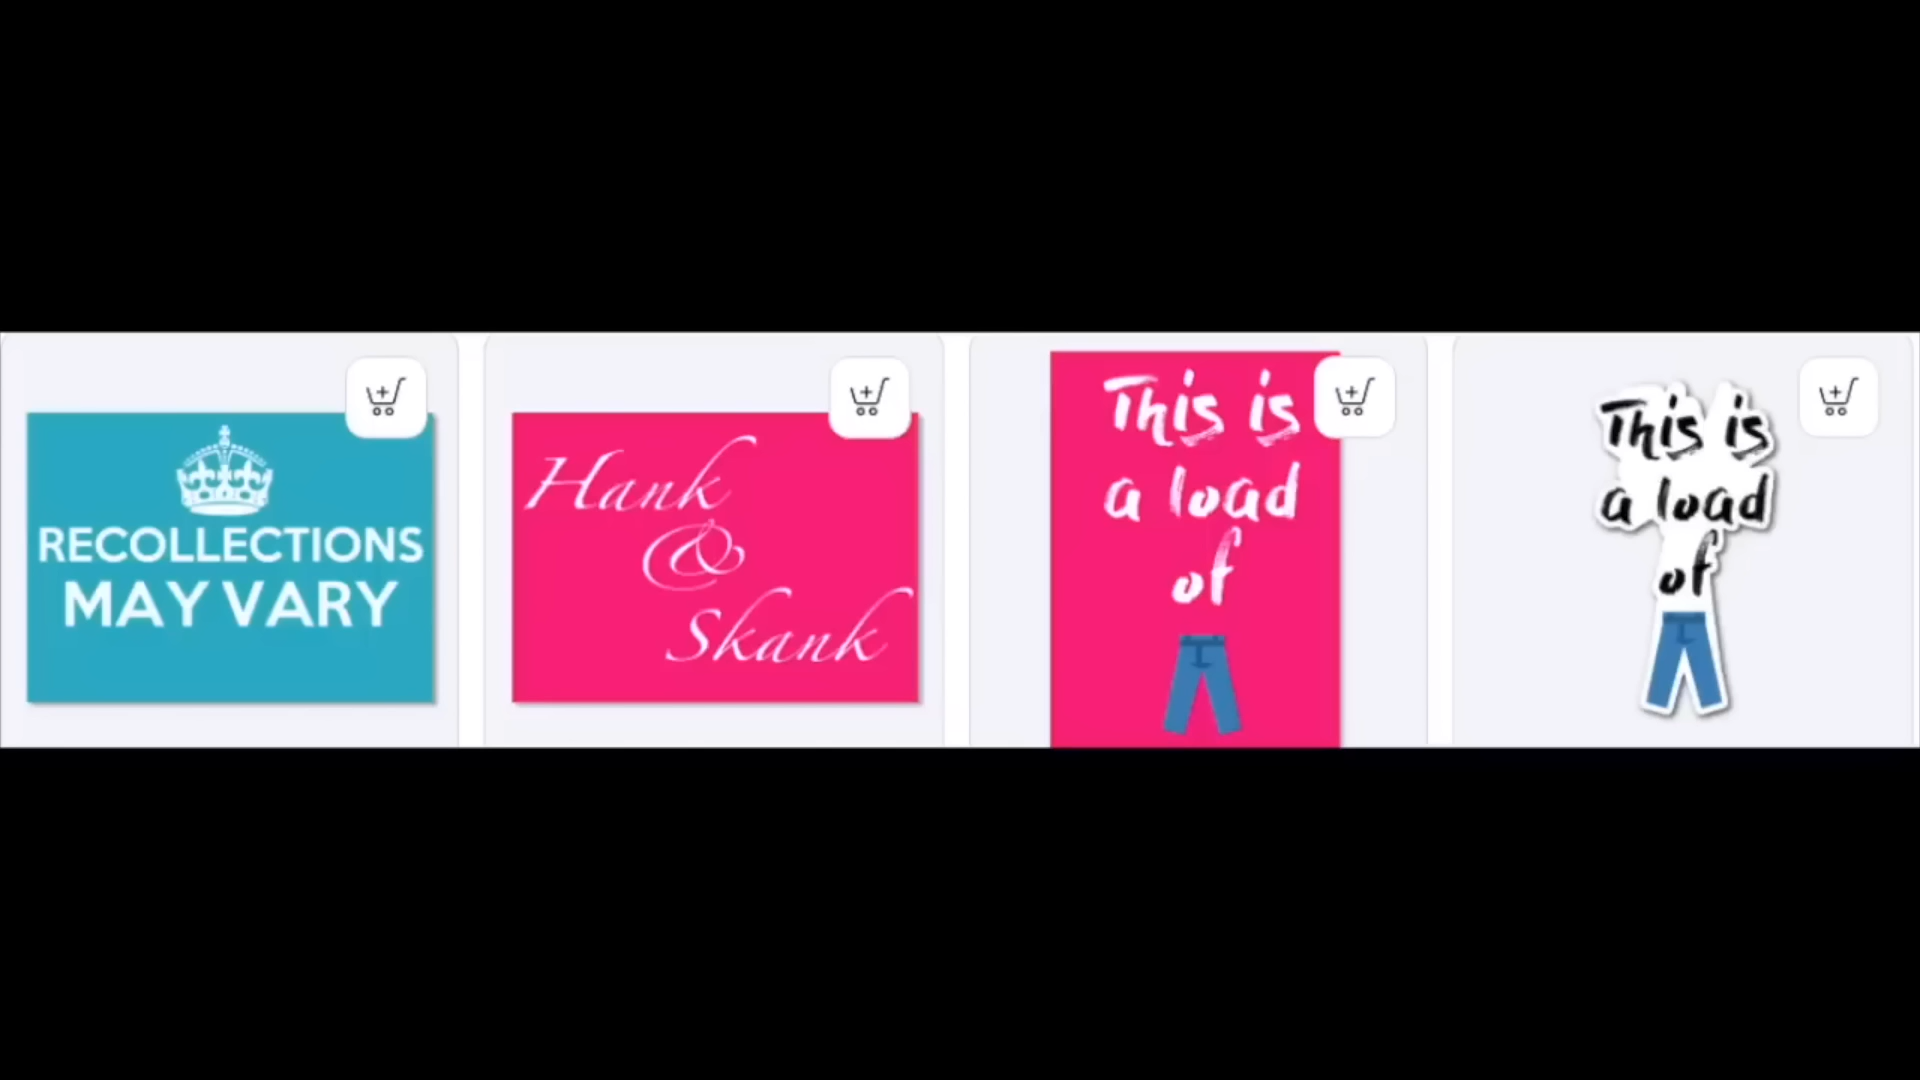 RECOLLECTIONS
MAY VARY
Hank
&
Skank
This is
a load
of
This is
a load
of